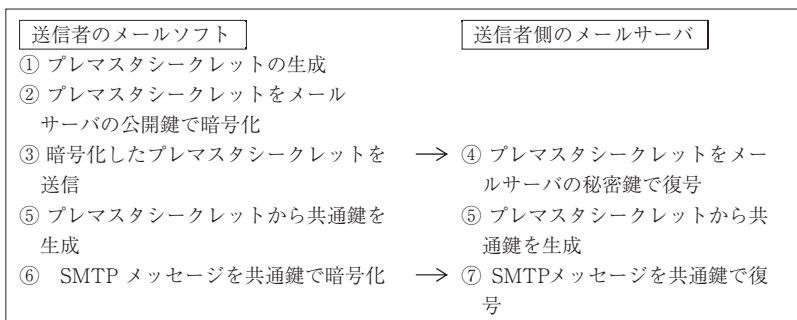 送信者のメールソフト
送信者側のメールサーバ
① プレマスタシークレットの生成
② プレマスタシークレットをメール
サーバの公開鍵で暗号化
③ 暗号化したプレマスタシークレットを
送信
→ ④ プレマスタシークレットをメー
ルサーバの秘密鍵で復号
⑤ プレマスタシークレットから共通鍵を
生成
⑤ プレマスタシークレットから共
通鍵を生成
⑥ SMTP メッセージを共通鍵で暗号化
→ ⑦ SMTPメッセージを共通鍵で復
号